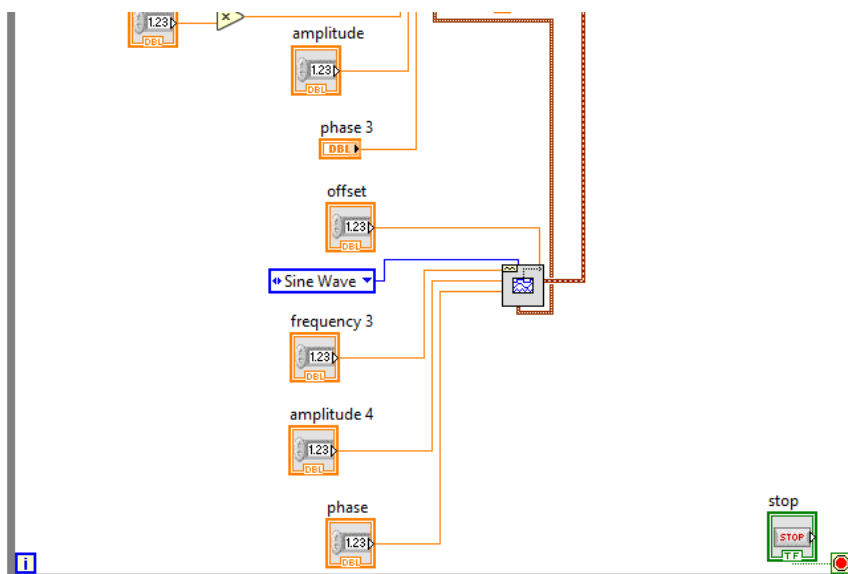 1.23
DBL
amplitude
1.23
DBL
phase 3
DBL
offset
1.23
DBL
Sine Wave
frequency 3
1.23
DBL
amplitude 4
1.23
DBL
phase
1.23
DBL
stop
STOP
TF
i